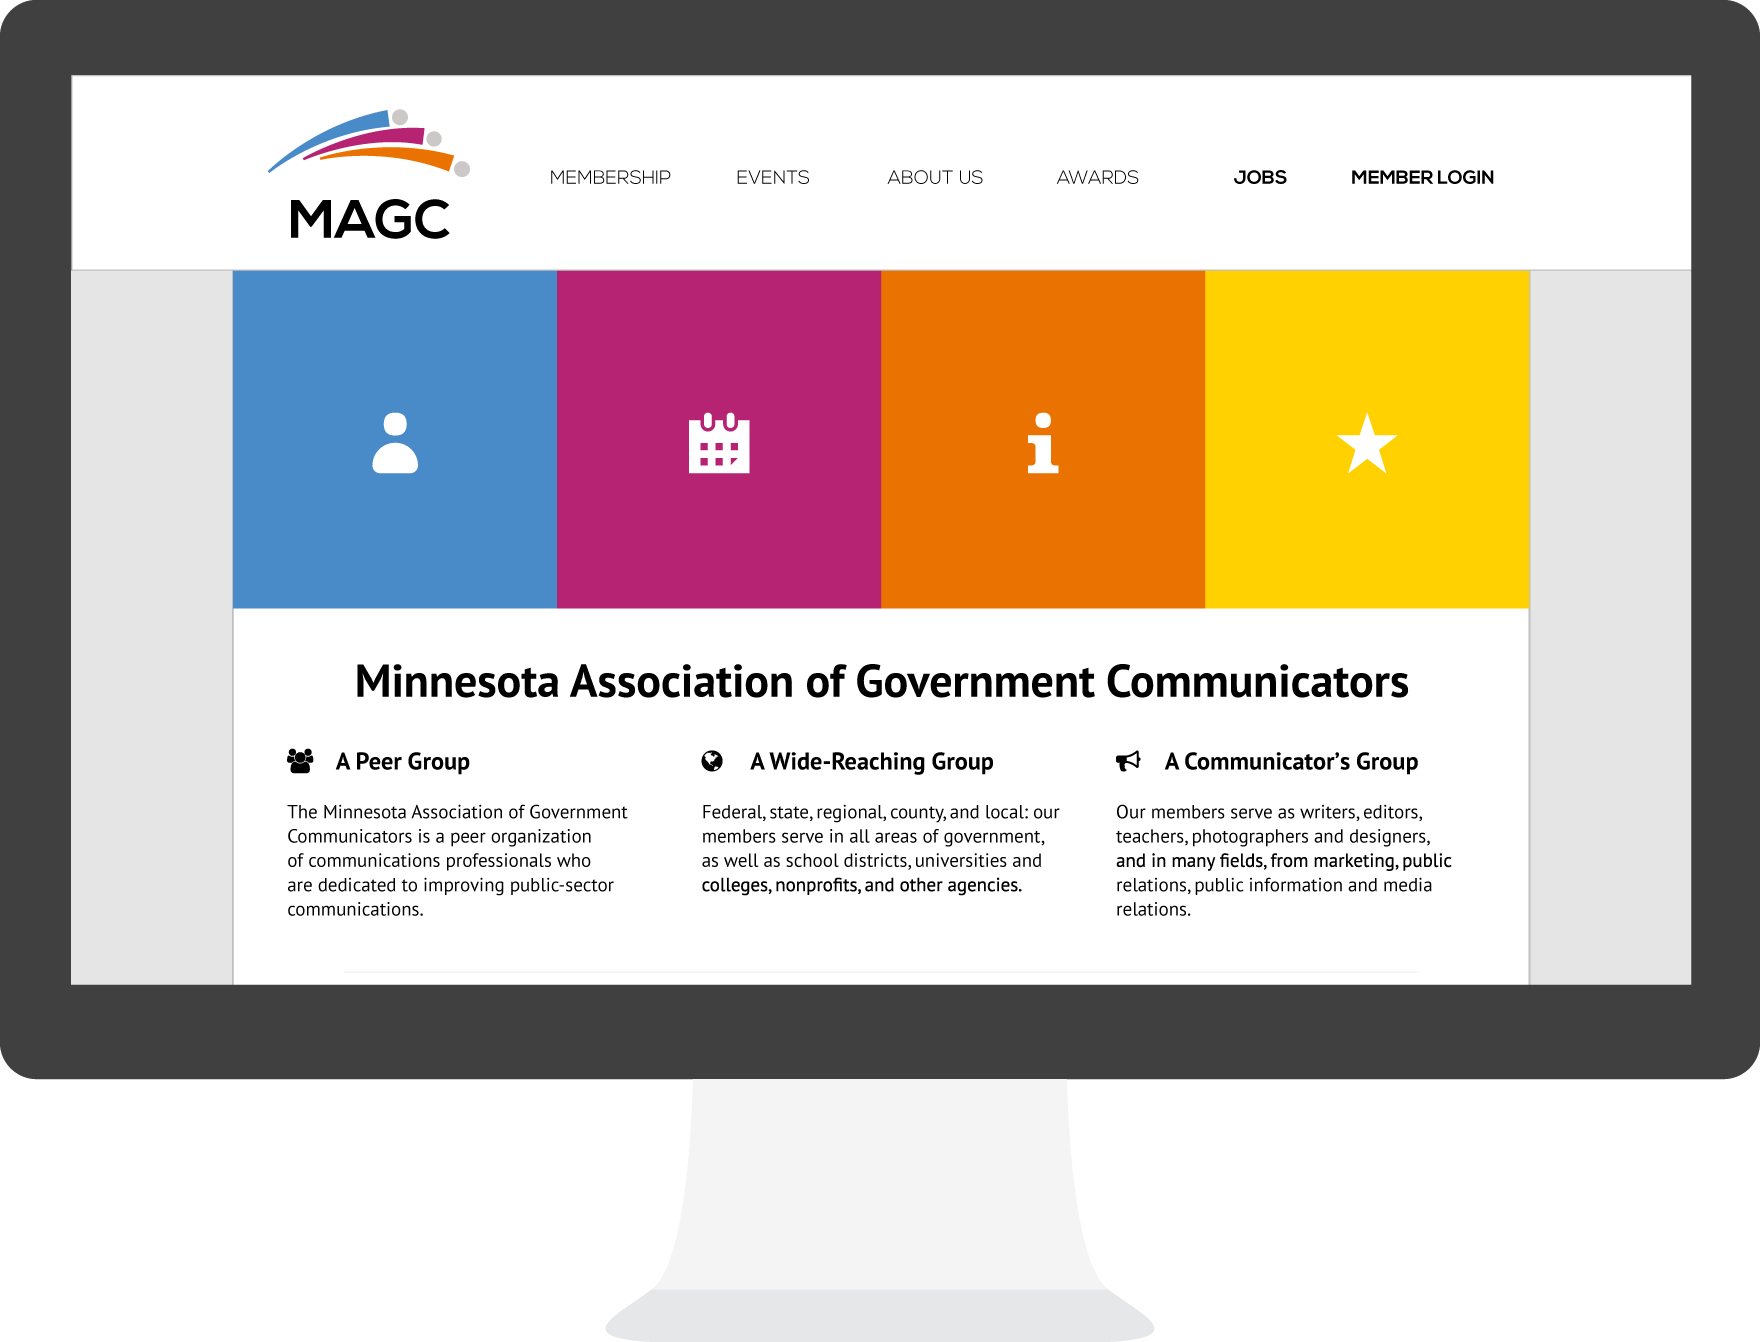 MAGC
MEMBERSHIP EVENTS ABOUT US AWARDS JOBS MEMBER LOGIN
Minnesota Association of Government Communicators
A Peer Group
The Minnesota Association of Government
Communicators is a peer organization
of communications professionals who
are dedicated to improving public-sector
communications.
A Wide-Reaching Group
Federal, state, regional, county, and local: our
members serve in all areas of government,
as well as school districts, universities and
colleges, nonprofits, and other agencies.
A Communicator’s Group
Our members serve as writers, editors,
teachers, photographers and designers,
and in many fields, from marketing, public
relations, public information and media
relations.